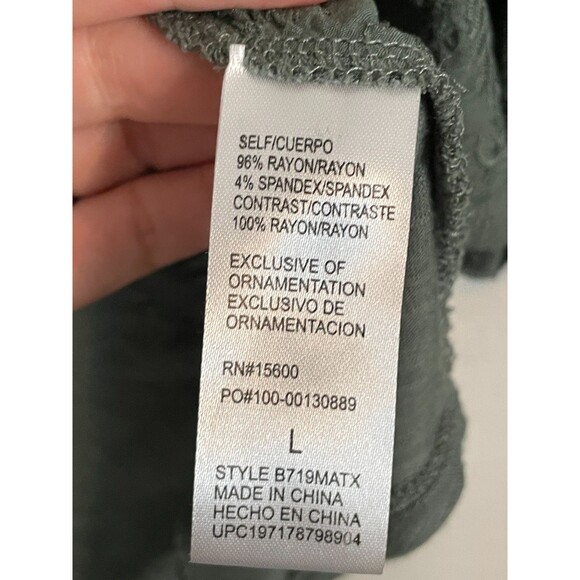 SELF/CUERPO
96% RAYON/RAYON
4% SPANDEX/SPANDEX
CONTRAST/CONTRASTE
100% RAYON/RAYON
EXCLUSIVE OF
ORNAMENTATION
EXCLUSIVO DE
ORNAMENTACION
RN#15600
PO#100-00130889
L
STYLE B719MATX
MADE IN CHINA
HECHO EN CHINA
UPC197178798904